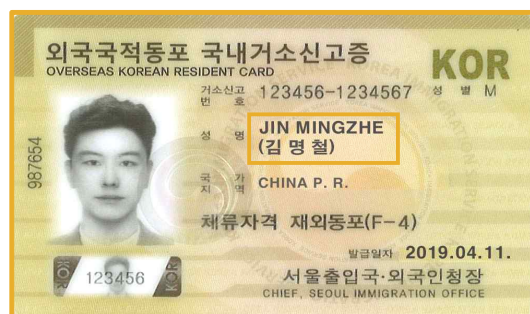 외국국적동포 국내거소신고증
KOR
OVERSEAS KOREAN RESIDENT CARD
거소신고
번 호 123456-1234567 성 별 M
성 명 JIN MINGZHE
(김명철)
국 가
지 역 CHINA P. R.
987654
체류자격 재외동포(F-4)
발급일자 2019.04.11.
KOR 123456 KOR
서울출입국·외국인청장
CHIEF, SEOUL IMMIGRATION OFFICE